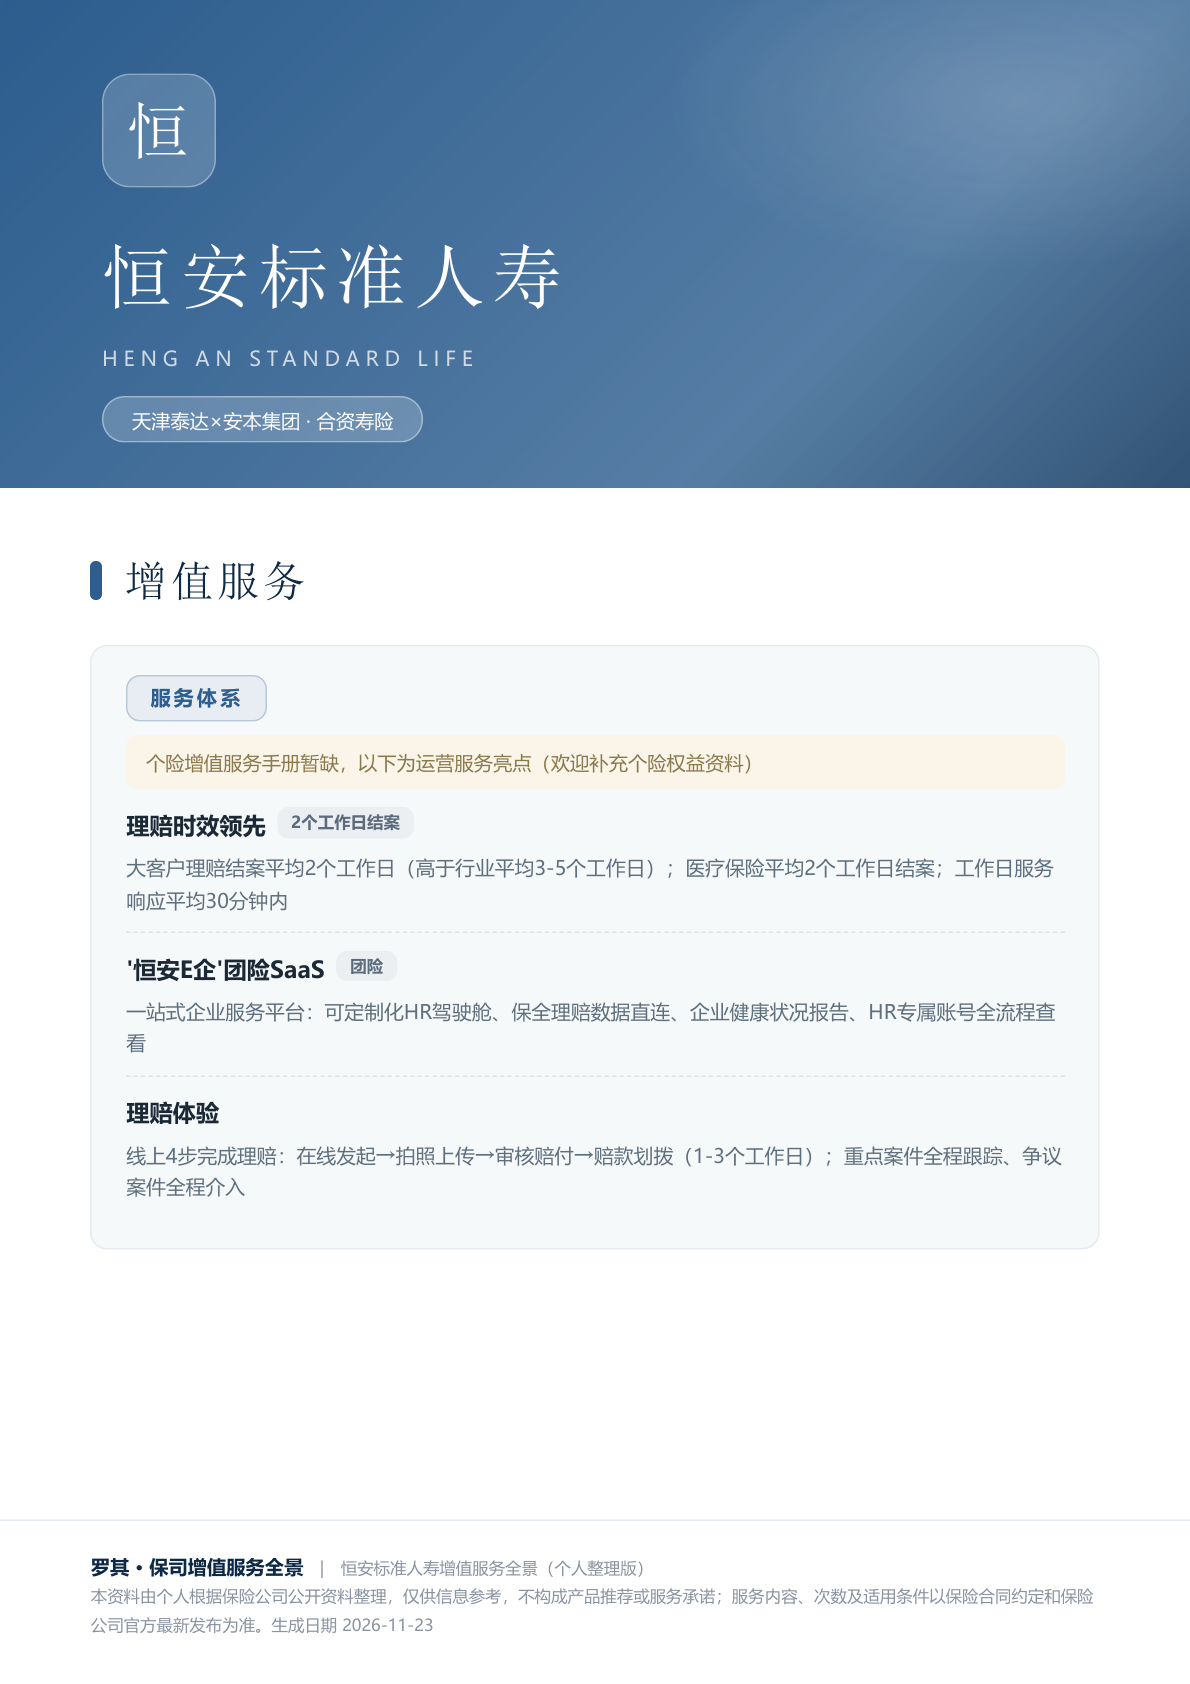 恒
恒安标准人寿
HENG AN STANDARD LIFE
天津泰达×安本集团 · 合资寿险
增值服务
服务体系
个险增值服务手册暂缺，以下为运营服务亮点（欢迎补充个险权益资料）
理赔时效领先 2个工作日结案
大客户理赔结案平均2个工作日（高于行业平均3-5个工作日）；医疗保险平均2个工作日结案；工作日服务
响应平均30分钟内
'恒安E企'团险SaaS 团险
一站式企业服务平台：可定制化HR驾驶舱、保全理赔数据直连、企业健康状况报告、HR专属账号全流程查
看
理赔体验
线上4步完成理赔：在线发起→拍照上传→审核赔付→赔款划拨（1-3个工作日）；重点案件全程跟踪、争议
案件全程介入
罗其 • 保司增值服务全景 | 恒安标准人寿增值服务全景（个人整理版）
本资料由个人根据保险公司公开资料整理，仅供信息参考，不构成产品推荐或服务承诺；服务内容、次数及适用条件以保险合同约定和保险
公司官方最新发布为准。生成日期 2026-11-23